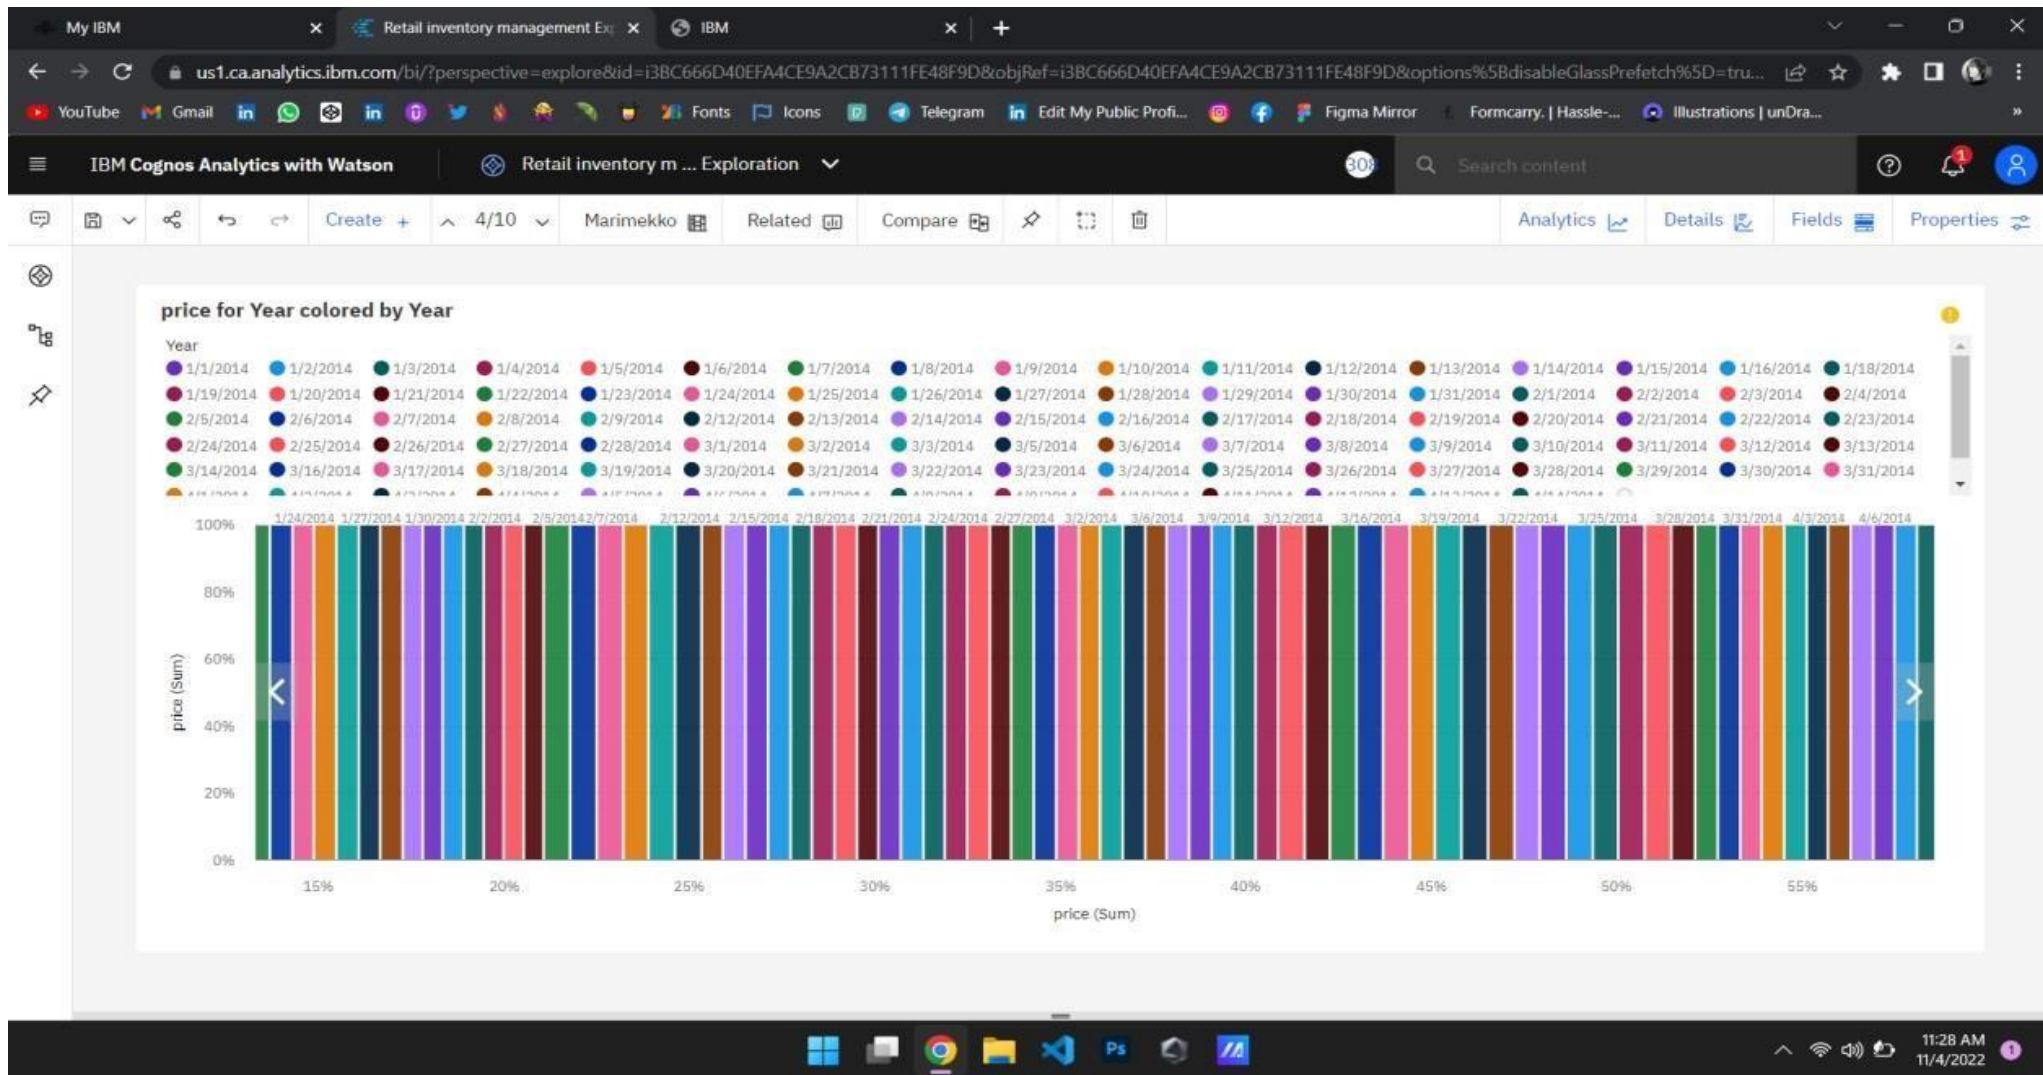 My IBM
Retail inventory management Ex
IBM
us1.ca.analytics.ibm.com/bi/?perspective=explore&id=i3BC666D40EFA4CE9A2CB73111FE48F9D&objRef=i3BC666D40EFA4CE9A2CB73111FE48F9D&options%5BdisableGlassPrefetch%5D=tru...
YouTube Gmail Fonts Icons Telegram Edit My Public Profi... Figma Mirror Formcarry. | Hassle-... Illustrations | unDra... »
IBM Cognos Analytics with Watson Retail inventory m ... Exploration 308 Search content 1
Create + 4/10 Marimekko Related Compare Analytics Details Fields Properties
price for Year colored by Year
Year
1/1/2014 1/2/2014 1/3/2014 1/4/2014 1/5/2014 1/6/2014 1/7/2014 1/8/2014 1/9/2014 1/10/2014 1/11/2014 1/12/2014 1/13/2014 1/14/2014 1/15/2014 1/16/2014 1/18/2014
1/19/2014 1/20/2014 1/21/2014 1/22/2014 1/23/2014 1/24/2014 1/25/2014 1/26/2014 1/27/2014 1/28/2014 1/29/2014 1/30/2014 1/31/2014 2/1/2014 2/2/2014 2/3/2014 2/4/2014
2/5/2014 2/6/2014 2/7/2014 2/8/2014 2/9/2014 2/12/2014 2/13/2014 2/14/2014 2/15/2014 2/16/2014 2/17/2014 2/18/2014 2/19/2014 2/20/2014 2/21/2014 2/22/2014 2/23/2014
2/24/2014 2/25/2014 2/26/2014 2/27/2014 2/28/2014 3/1/2014 3/2/2014 3/3/2014 3/5/2014 3/6/2014 3/7/2014 3/8/2014 3/9/2014 3/10/2014 3/11/2014 3/12/2014 3/13/2014
3/14/2014 3/16/2014 3/17/2014 3/18/2014 3/19/2014 3/20/2014 3/21/2014 3/22/2014 3/23/2014 3/24/2014 3/25/2014 3/26/2014 3/27/2014 3/28/2014 3/29/2014 3/30/2014 3/31/2014
1/24/2014 1/27/2014 1/30/2014 2/2/2014 2/5/2014 2/7/2014 2/12/2014 2/15/2014 2/18/2014 2/21/2014 2/24/2014 2/27/2014 3/2/2014 3/6/2014 3/9/2014 3/12/2014 3/16/2014 3/19/2014 3/22/2014 3/25/2014 3/28/2014 3/31/2014 4/3/2014 4/6/2014
100%
80%
60%
40%
20%
0%
price (Sum)
15% 20% 25% 30% 35% 40% 45% 50% 55%
price (Sum)
Ps
11:28 AM
11/4/2022
1